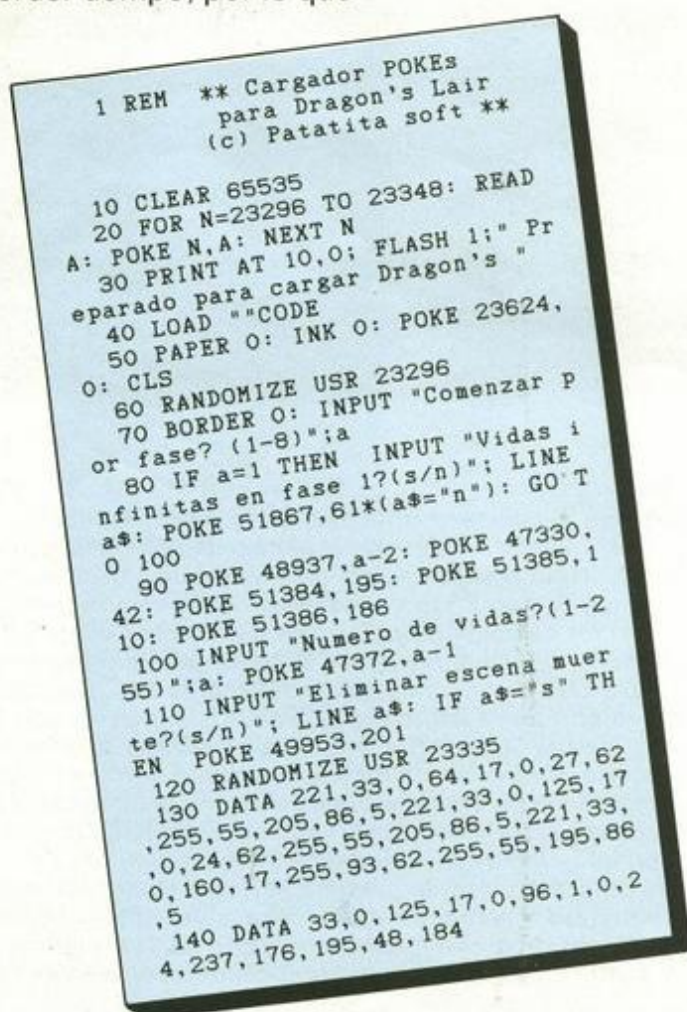 tiempo, por lo que
1 REM ** Cargador POKEs
para Dragon's Lair
(c) Patatita soft **
10 CLEAR 65535
20 FOR N=23296 TO 23348: READ
A: POKE N,A: NEXT N
30 PRINT AT 10,0; FLASH 1;" Pr
eparado para cargar Dragon's "
40 LOAD ""CODE
50 PAPER 0: INK 0: POKE 23624,
0: CLS
60 RANDOMIZE USR 23296
70 BORDER 0: INPUT "Comenzar p
or fase? (1-8)";a
80 IF a=1 THEN INPUT "Vidas i
nfinitas en fase 1?(s/n)"; LINE
a$: POKE 51867,61*(a$="n"): GO T
O 100
90 POKE 48937,a-2: POKE 47330,
42: POKE 51384,195: POKE 51385,1
10: POKE 51386,186
100 INPUT "Numero de vidas?(1-2
55)";a: POKE 47372,a-1
110 INPUT "Eliminar escena muer
te?(s/n)"; LINE a$: IF a$="s" TH
EN POKE 49953,201
120 RANDOMIZE USR 23335
130 DATA 221,33,0,64,17,0,27,62
,255,55,205,86,5,221,33,0,125,17
,0,24,62,255,55,205,86,5,221,33,
0,160,17,255,93,62,255,55,195,86
,5
140 DATA 33,0,125,17,0,96,1,0,2
4,237,176,195,48,184